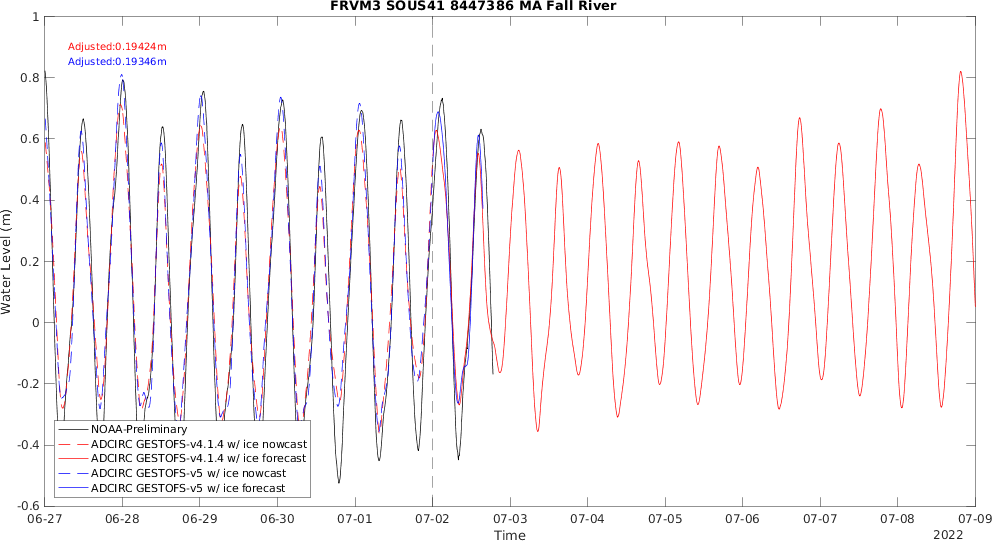 FRVM3 SOUS41 8447386 MA Fall River
Adjusted:0.19424m
Adjusted:0.19346m
1
0.8
0.6
0.4
0.2
0
-0.2
-0.4
-0.6
Water Level (m)
NOAA-Preliminary
ADCIRC GESTOFS-v4.1.4 w/ ice nowcast
ADCIRC GESTOFS-v4.1.4 w/ ice forecast
ADCIRC GESTOFS-v5 w/ ice nowcast
ADCIRC GESTOFS-v5 w/ ice forecast
06-27 06-28 06-29 06-30 07-01 07-02 07-03 07-04 07-05 07-06 07-07 07-08 07-09
Time
2022